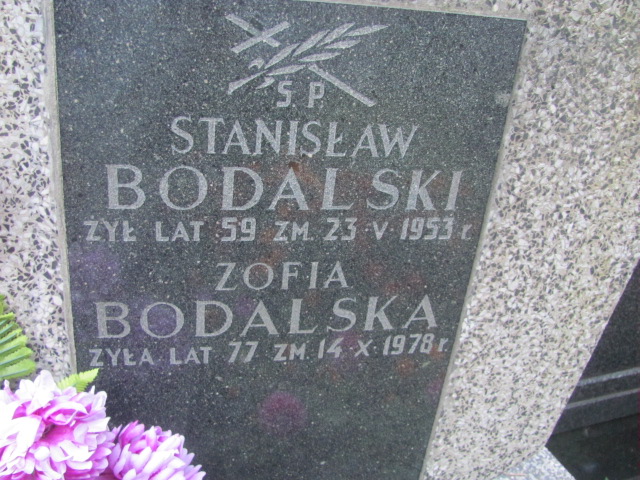 Ś. P.
STANISŁAW
BODALSKI
ŻYŁ LAT 59 ZM. 23·V·1953 r.
ZOFIA
BODALSKA
ŻYŁA LAT 77 ZM. 14·X·1978 r.